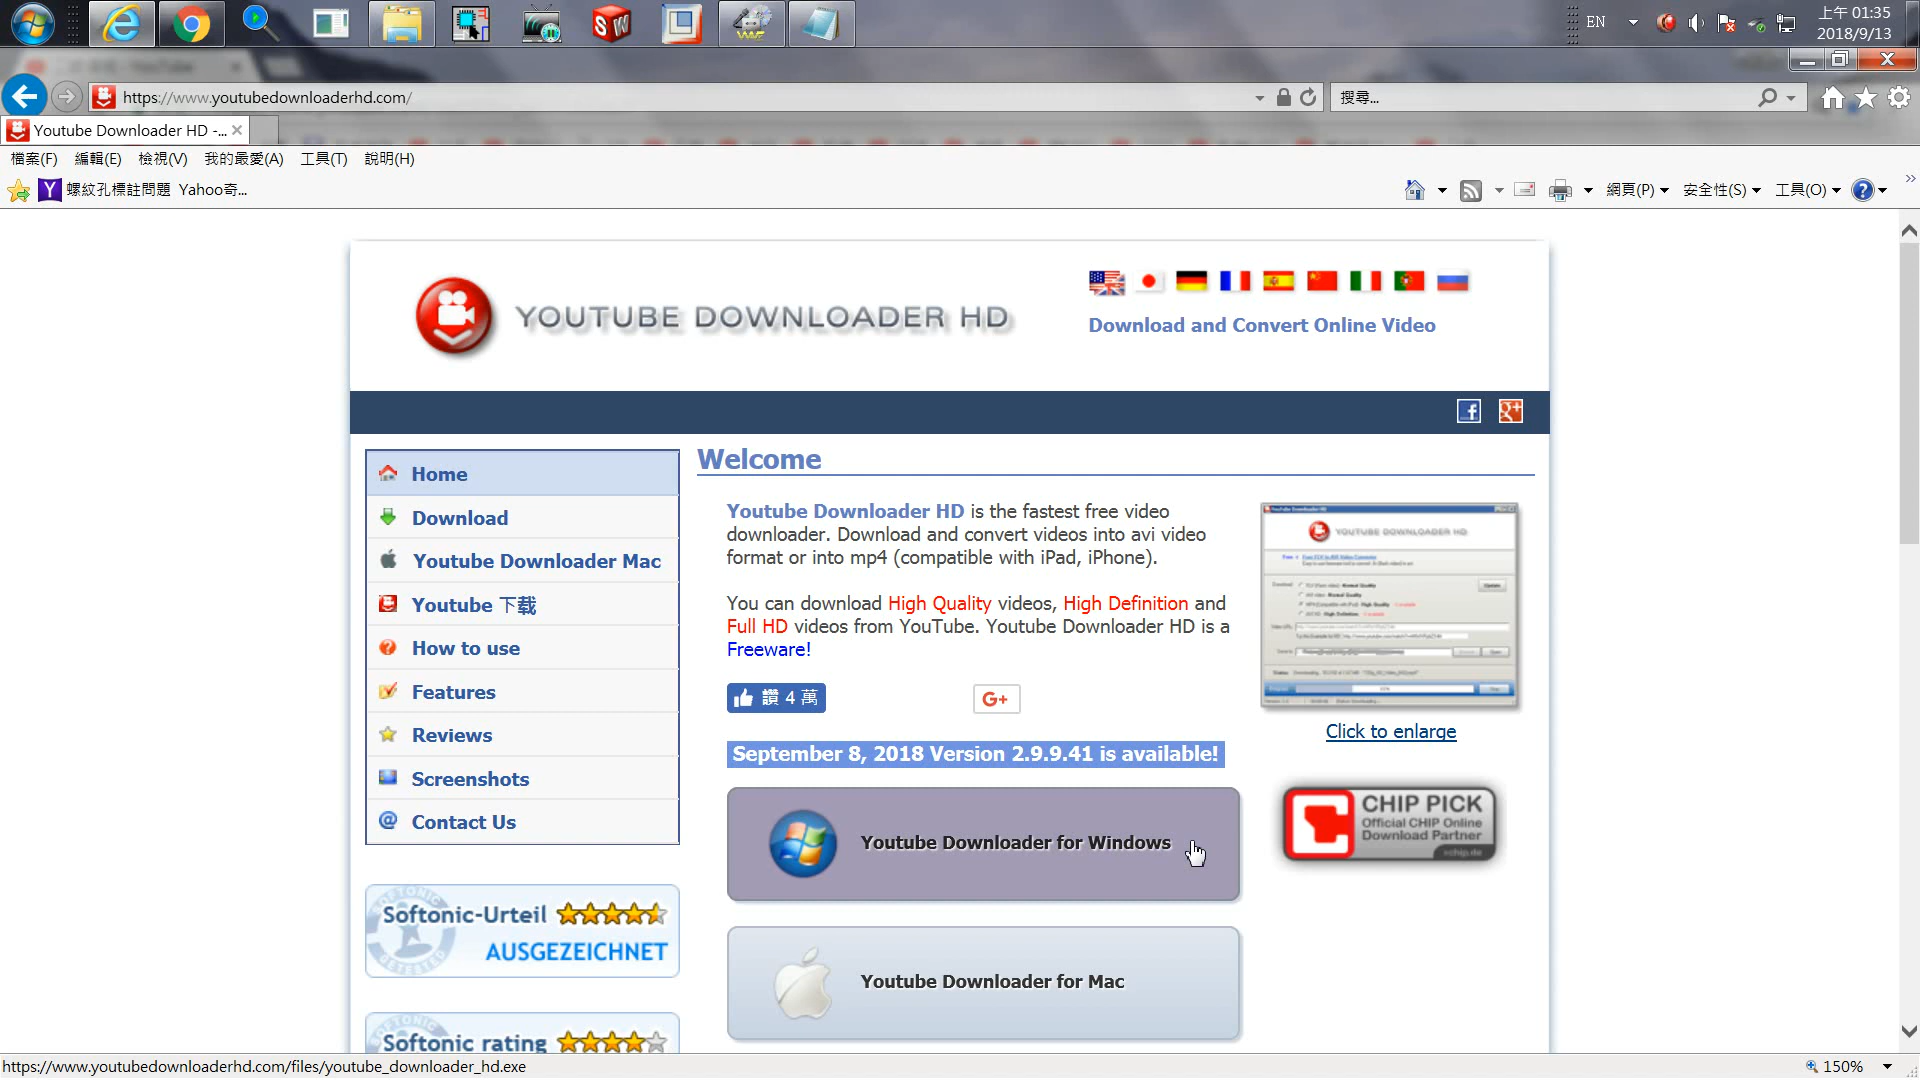 EN
上午 01:35
2018/9/13
https://www.youtubedownloaderhd.com/
搜尋...
Youtube Downloader HD -...
檔案(F) 編輯(E) 檢視(V) 我的最愛(A) 工具(T) 說明(H)
螺紋孔標註問題 Yahoo奇...
網頁(P) 安全性(S) 工具(O)
YOUTUBE DOWNLOADER HD
Download and Convert Online Video
Home
Download
Youtube Downloader Mac
Youtube 下载
How to use
Features
Reviews
Screenshots
Contact Us
Softonic-Urteil
AUSGEZEICHNET
Softonic rating
Welcome
Youtube Downloader HD is the fastest free video
downloader. Download and convert videos into avi video
format or into mp4 (compatible with iPad, iPhone).
You can download High Quality videos, High Definition and
Full HD videos from YouTube. Youtube Downloader HD is a
Freeware!
讚 4 萬
G+
September 8, 2018 Version 2.9.9.41 is available!
Youtube Downloader for Windows
Youtube Downloader for Mac
YOUTUBE DOWNLOADER HD
Click to enlarge
CHIP PICK
Official CHIP Online
Download Partner
https://www.youtubedownloaderhd.com/files/youtube_downloader_hd.exe
150%